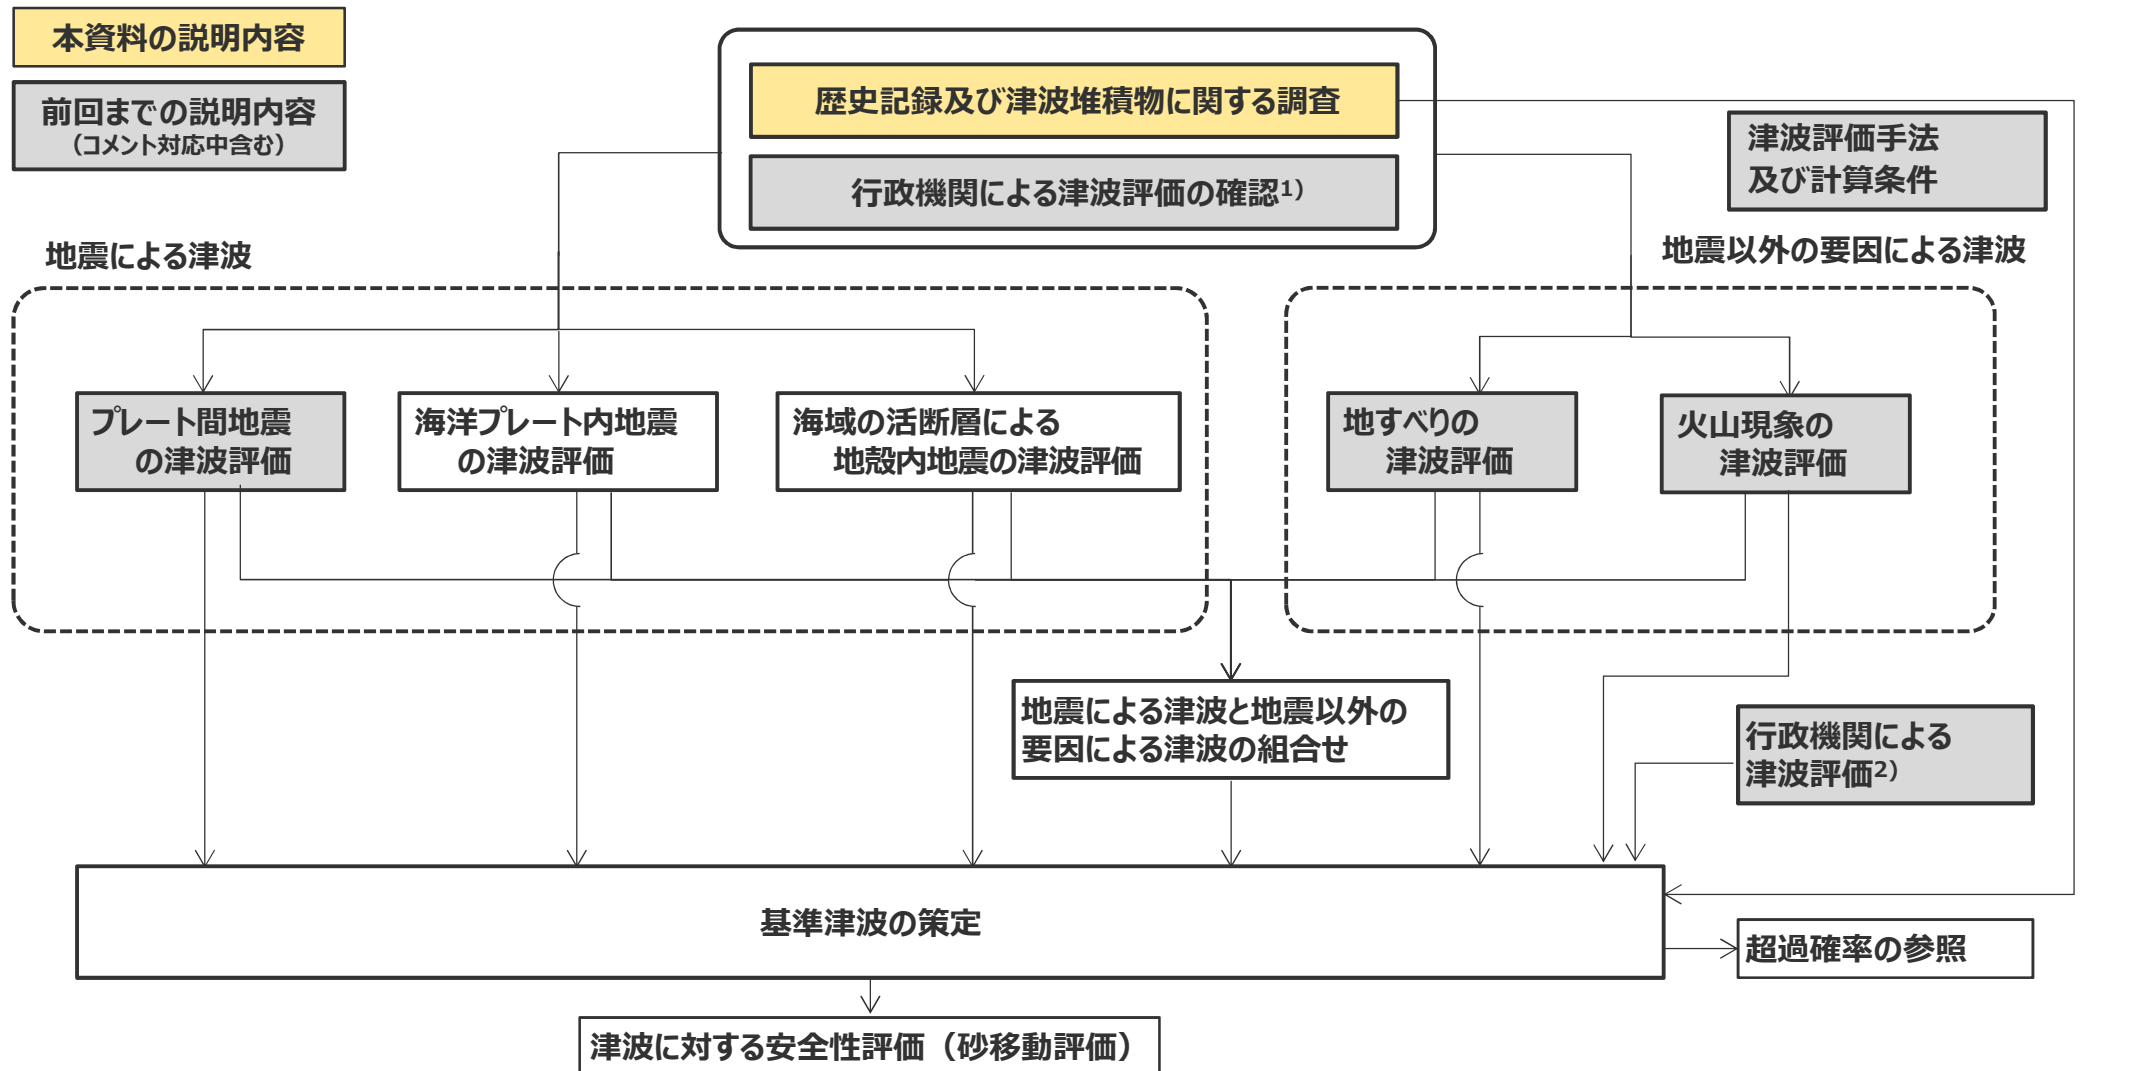 本資料の説明内容
前回までの説明内容
（コメント対応中含む）
歴史記録及び津波堆積物に関する調査
行政機関による津波評価の確認1）
津波評価手法
及び計算条件
地震による津波
地震以外の要因による津波
プレート間地震
の津波評価
海洋プレート内地震
の津波評価
海域の活断層による
地殻内地震の津波評価
地すべりの
津波評価
火山現象の
津波評価
地震による津波と地震以外の
要因による津波の組合せ
行政機関による
津波評価2）
基準津波の策定
超過確率の参照
津波に対する安全性評価（砂移動評価）